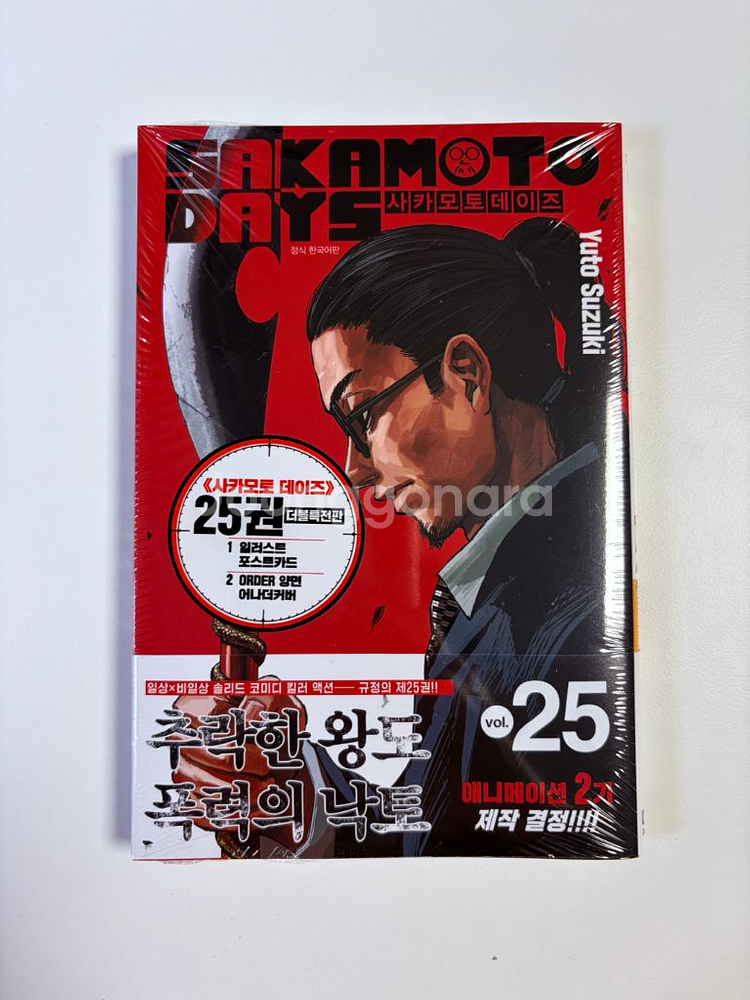 SAKAMOTO
DAYS
사카모토데이즈
정식 한국어판
Yuto Suzuki
《사카모토 데이즈》
25권 더블특전판
1 일러스트
포스트카드
2 ORDER 양면
어나더커버
일상×비일상 솔리드 코미디 킬러 액션── 규정의 제25권!!
추락한 왕도
폭력의 낙토
vol.25
애니메이션 2기
제작 결정!!!!